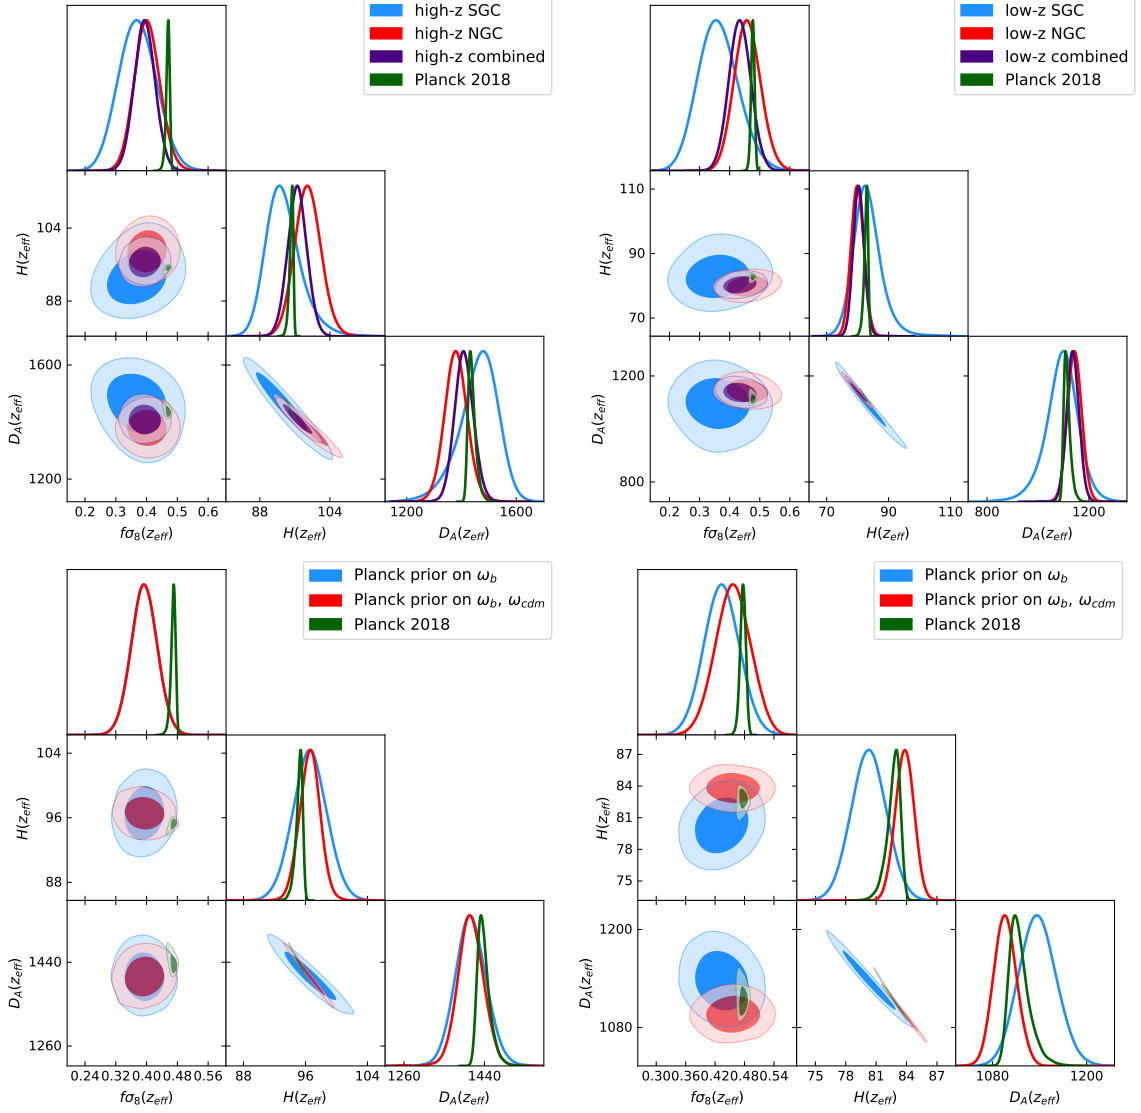 high-z SGC
high-z NGC
high-z combined
Planck 2018
104
88
H(z_eff)
1600
1200
D_A(z_eff)
0.2 0.3 0.4 0.5 0.6
88 104
1200 1600
fσ_8(z_eff)
H(z_eff)
D_A(z_eff)
low-z SGC
low-z NGC
low-z combined
Planck 2018
110
90
70
H(z_eff)
1200
800
D_A(z_eff)
0.2 0.3 0.4 0.5 0.6
70 90 110
800 1200
fσ_8(z_eff)
H(z_eff)
D_A(z_eff)
Planck prior on ω_b
Planck prior on ω_b, ω_cdm
Planck 2018
104
96
88
H(z_eff)
1440
1260
D_A(z_eff)
0.24 0.32 0.40 0.48 0.56
88 96 104
1260 1440
fσ_8(z_eff)
H(z_eff)
D_A(z_eff)
Planck prior on ω_b
Planck prior on ω_b, ω_cdm
Planck 2018
87
84
81
78
75
H(z_eff)
1200
1080
D_A(z_eff)
0.300 0.36 0.42 0.48 0.54
75 78 81 84 87
1080 1200
fσ_8(z_eff)
H(z_eff)
D_A(z_eff)